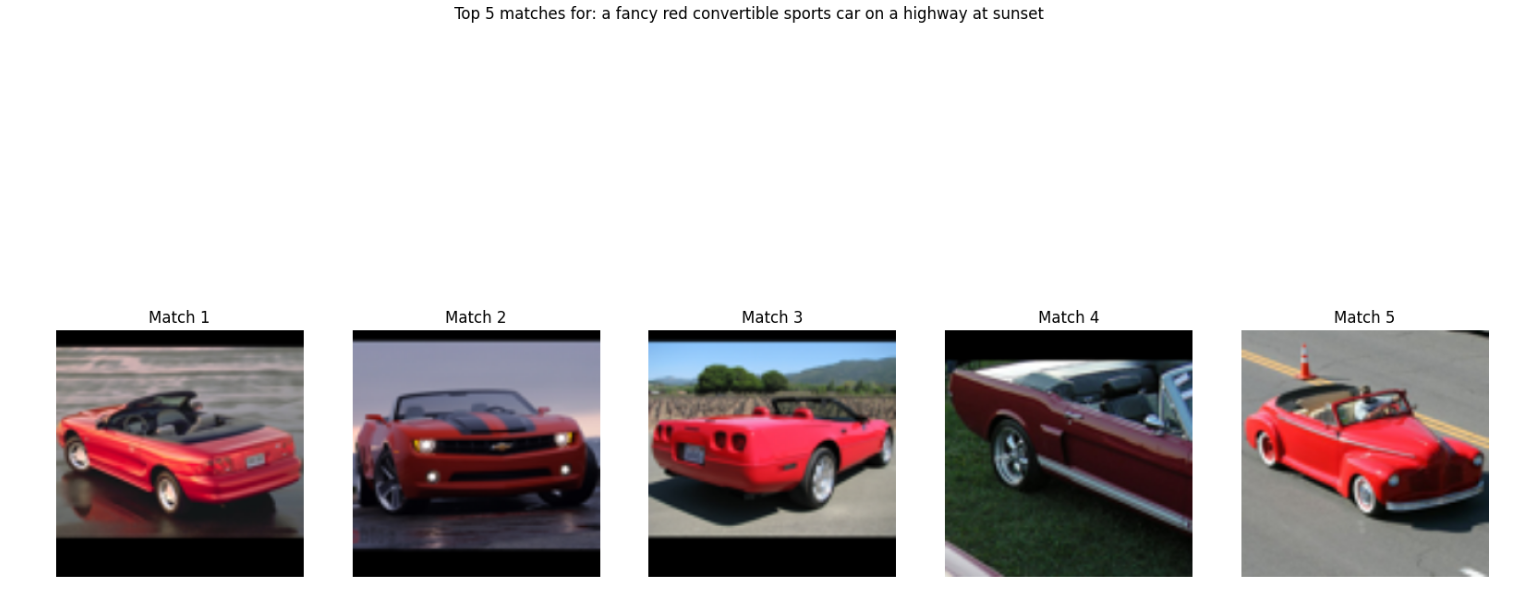 Top 5 matches for: a fancy red convertible sports car on a highway at sunset
Match 1
Match 2
Match 3
Match 4
Match 5